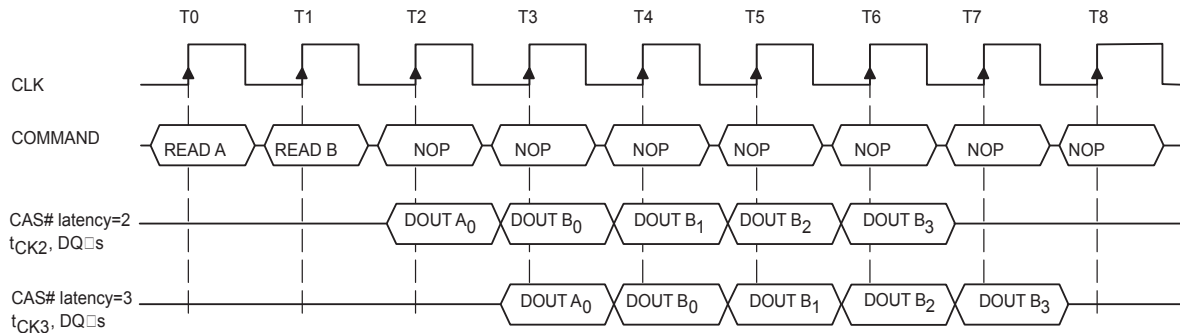 T0 T1 T2 T3 T4 T5 T6 T7 T8
CLK
COMMAND READ A READ B NOP NOP NOP NOP NOP NOP NOP
CAS# latency=2 DOUT A0 DOUT B0 DOUT B1 DOUT B2 DOUT B3
tCK2, DQ□s
CAS# latency=3 DOUT A0 DOUT B0 DOUT B1 DOUT B2 DOUT B3
tCK3, DQ□s